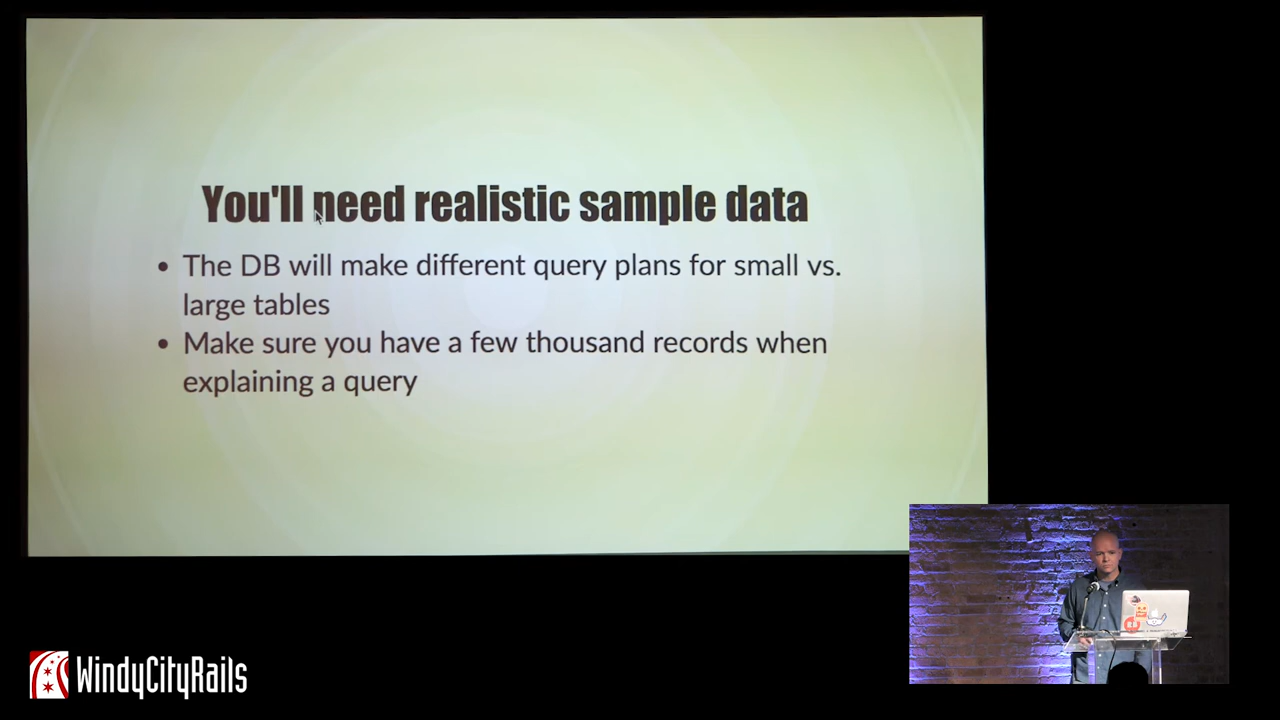 You'll need realistic sample data
• The DB will make different query plans for small vs.
large tables
• Make sure you have a few thousand records when
explaining a query
WindyCityRails